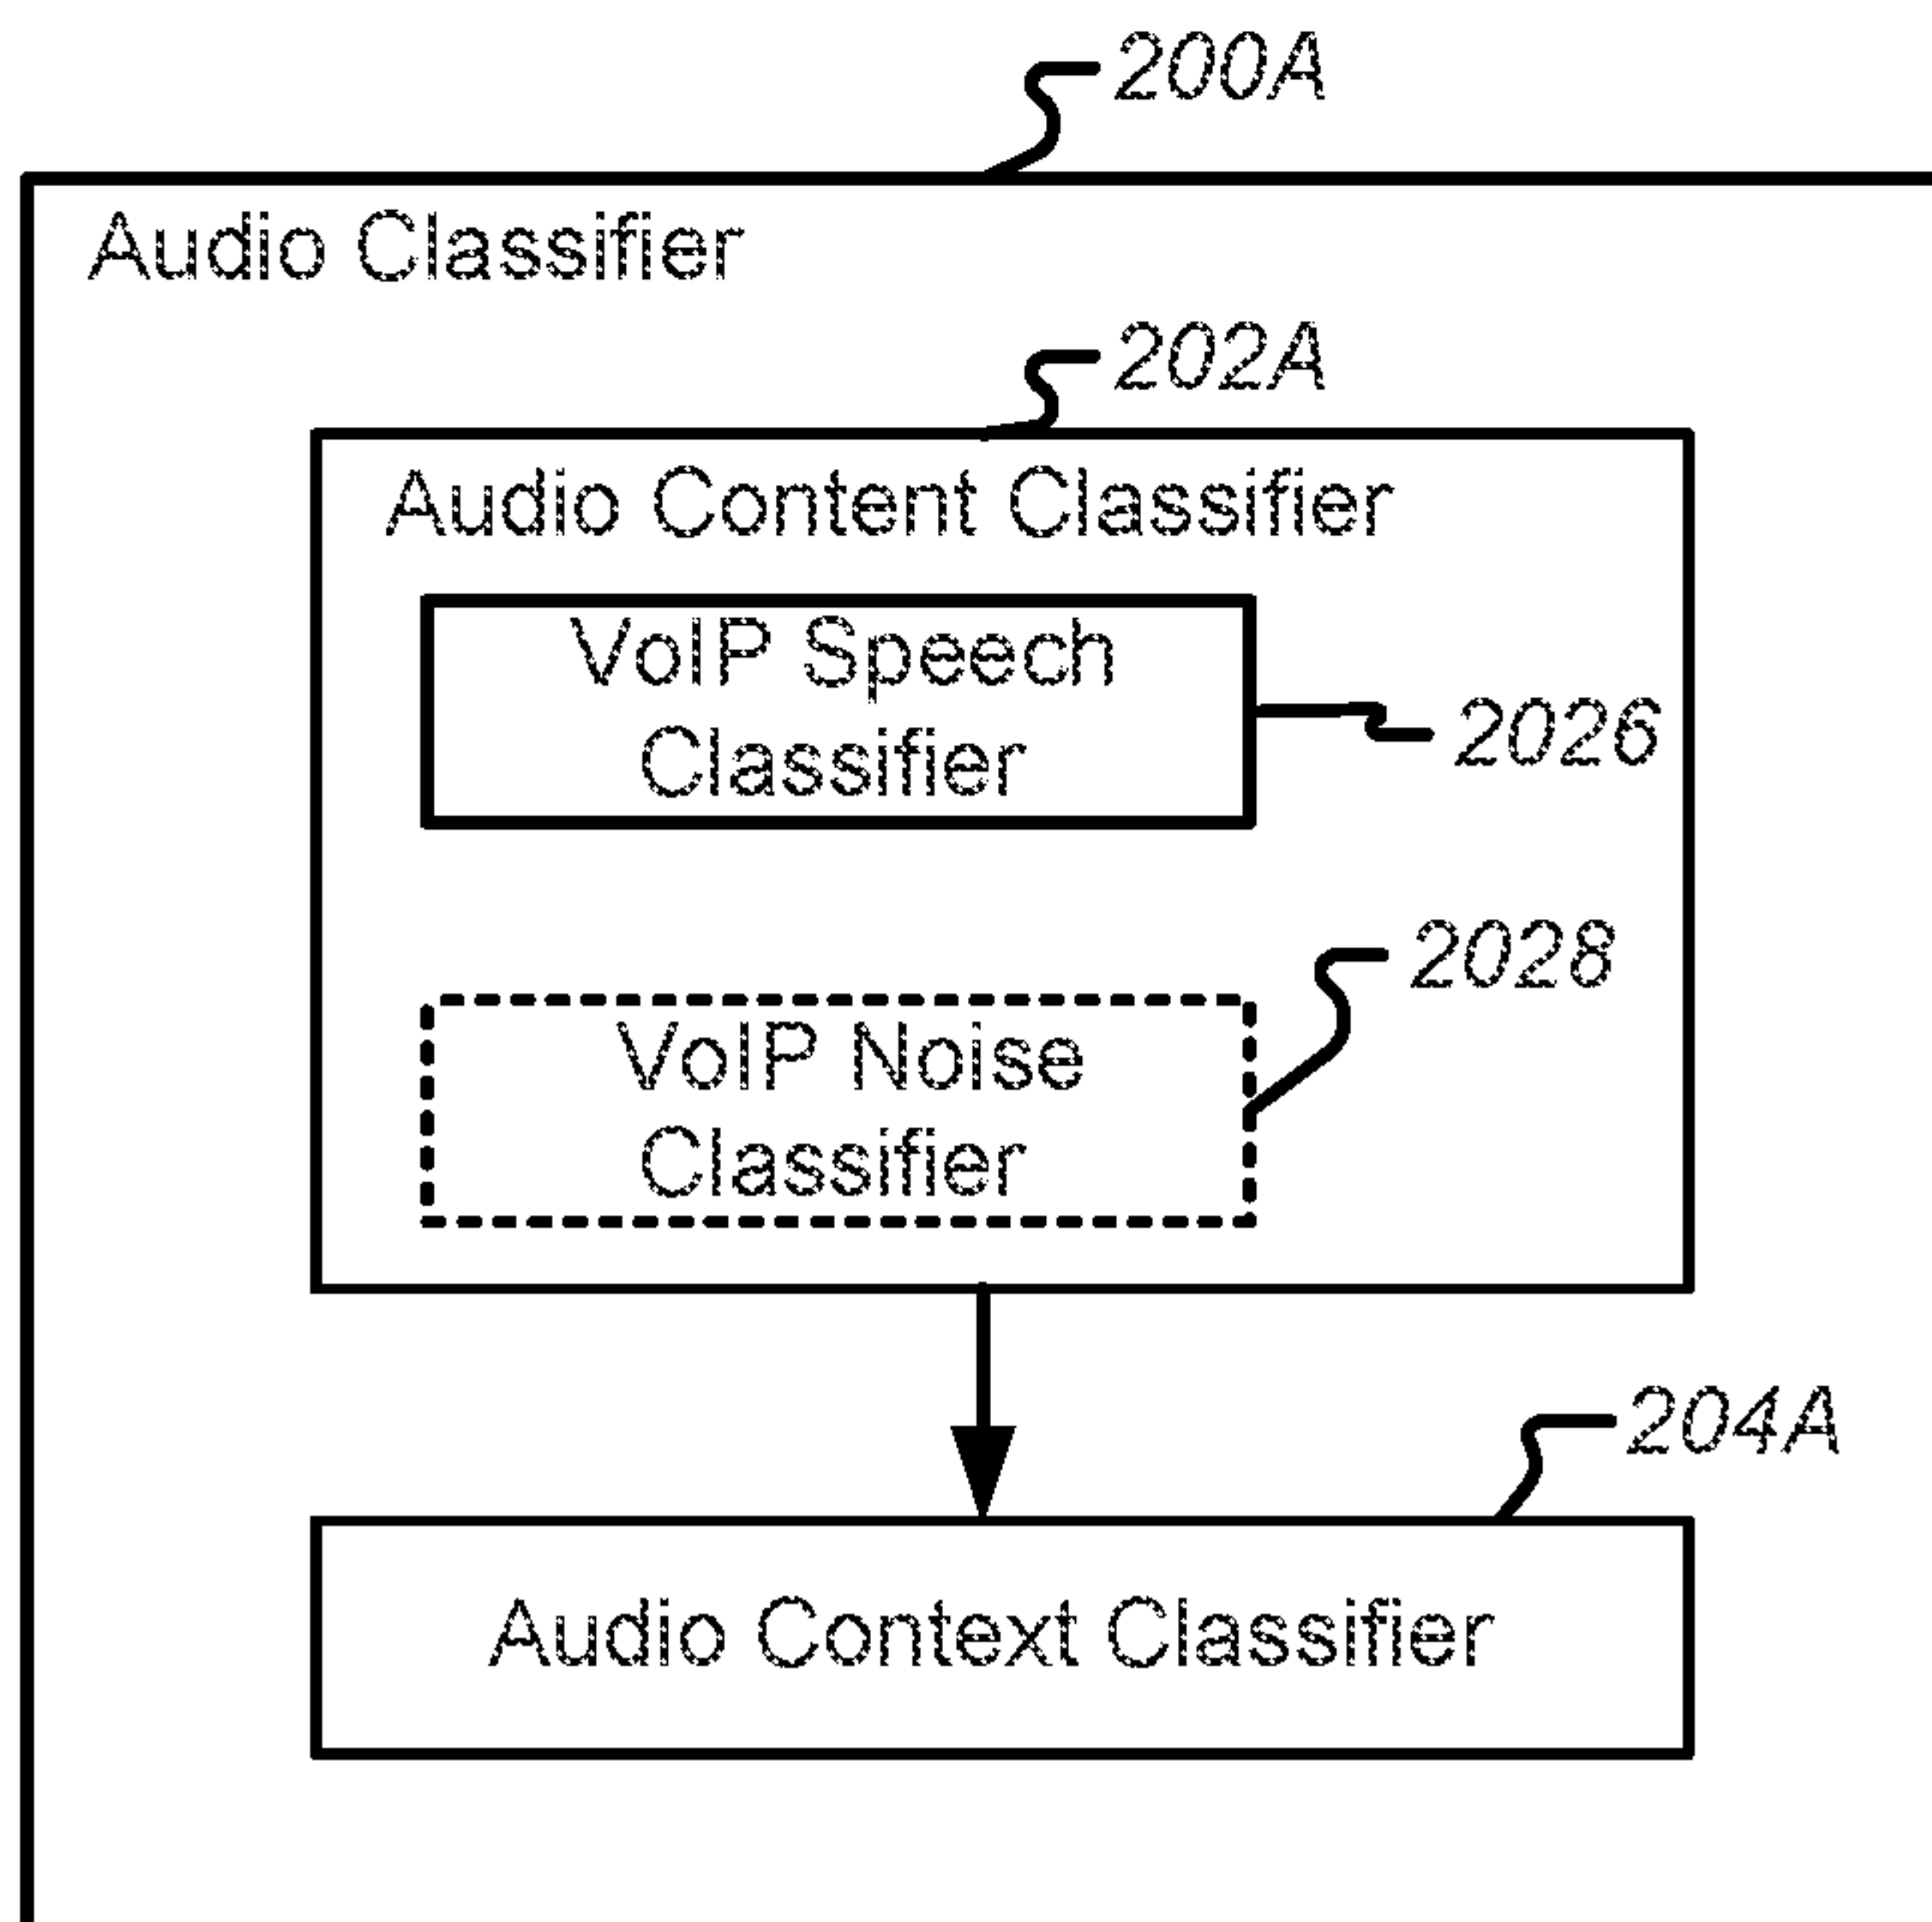 200A
Audio Classifier
202A
Audio Content Classifier
VoIP Speech
Classifier
2026
2028
VoIP Noise
Classifier
204A
Audio Context Classifier